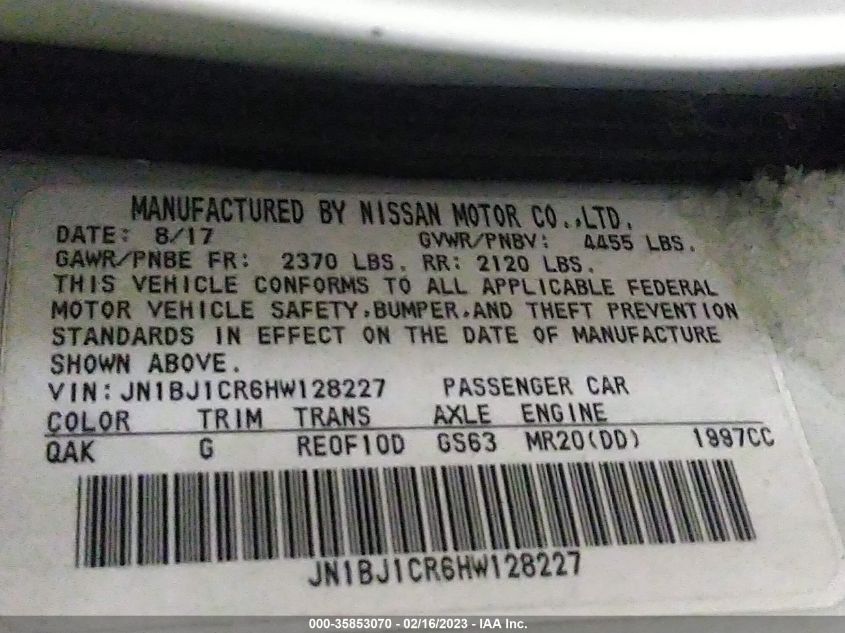 MANUFACTURED BY NISSAN MOTOR CO.,LTD.
DATE: 8/17 GVWR/PNBV: 4455 LBS.
GAWR/PNBE FR: 2370 LBS. RR: 2120 LBS.
THIS VEHICLE CONFORMS TO ALL APPLICABLE FEDERAL
MOTOR VEHICLE SAFETY,BUMPER,AND THEFT PREVENTION
STANDARDS IN EFFECT ON THE DATE OF MANUFACTURE
SHOWN ABOVE.
VIN:JN1BJ1CR6HW128227 PASSENGER CAR
COLOR TRIM TRANS AXLE ENGINE
QAK G RE0F10D GS63 MR20(DD) 1997CC
JN1BJ1CR6HW128227
000-35853070 - 02/16/2023 - IAA Inc.